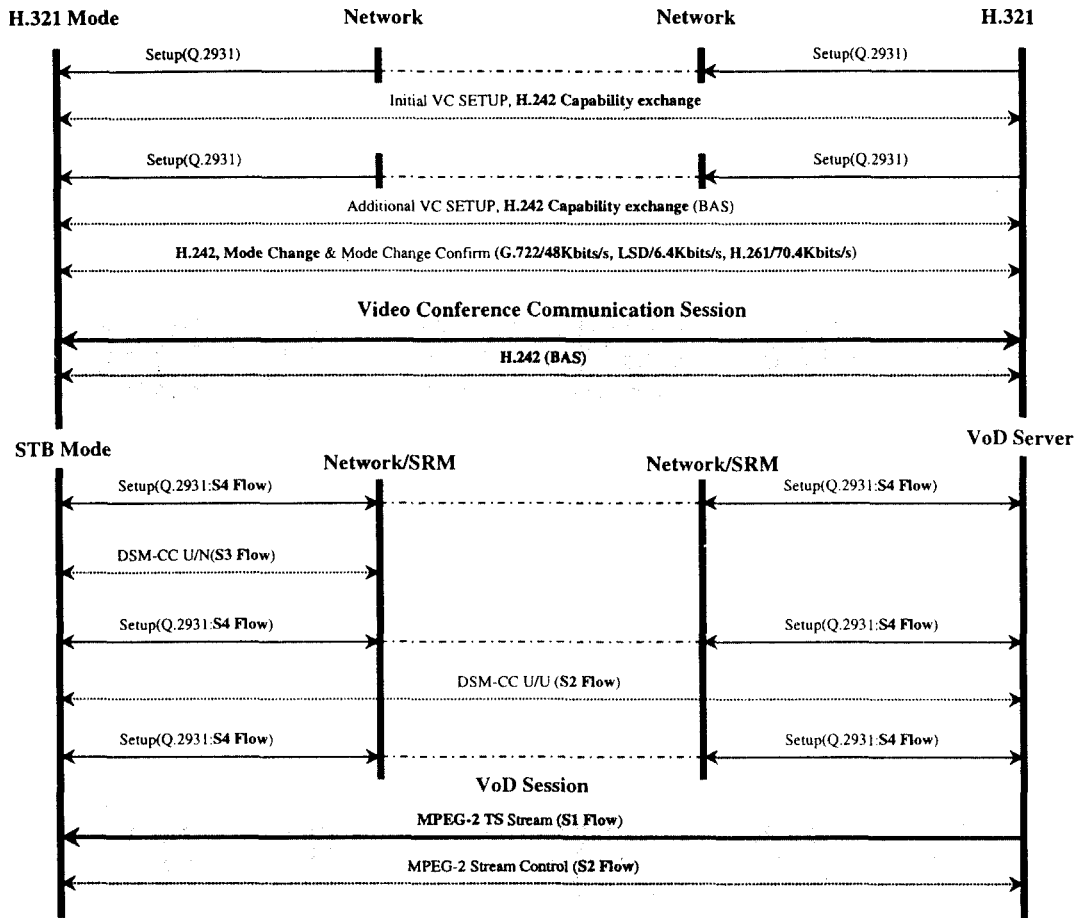 H.321 Mode Network Network H.321
Setup(Q.2931) Setup(Q.2931)
Initial VC SETUP, H.242 Capability exchange
Setup(Q.2931) Setup(Q.2931)
Additional VC SETUP, H.242 Capability exchange (BAS)
H.242, Mode Change & Mode Change Confirm (G.722/48Kbits/s, LSD/6.4Kbits/s, H.261/70.4Kbits/s)
Video Conference Communication Session
H.242 (BAS)
STB Mode Network/SRM Network/SRM VoD Server
Setup(Q.2931:S4 Flow) Setup(Q.2931:S4 Flow)
DSM-CC U/N(S3 Flow)
Setup(Q.2931:S4 Flow) Setup(Q.2931:S4 Flow)
DSM-CC U/U (S2 Flow)
Setup(Q.2931:S4 Flow) Setup(Q.2931:S4 Flow)
VoD Session
MPEG-2 TS Stream (S1 Flow)
MPEG-2 Stream Control (S2 Flow)